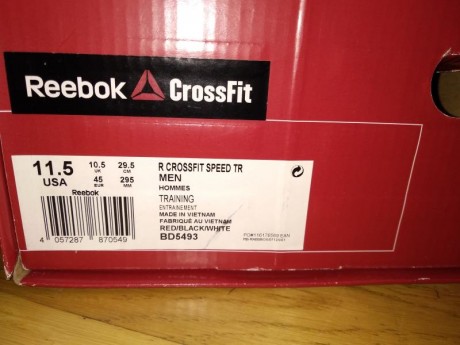 Reebok CrossFit
11.5 10.5 29.5
UK CM
USA 45 295
EUR MM
Reebok
4 057287 870549
R CROSSFIT SPEED TR
MEN
HOMMES
TRAINING
ENTRAINEMENT
MADE IN VIETNAM
FABRIQUÉ AU VIETNAM
RED/BLACK/WHITE
BD5493